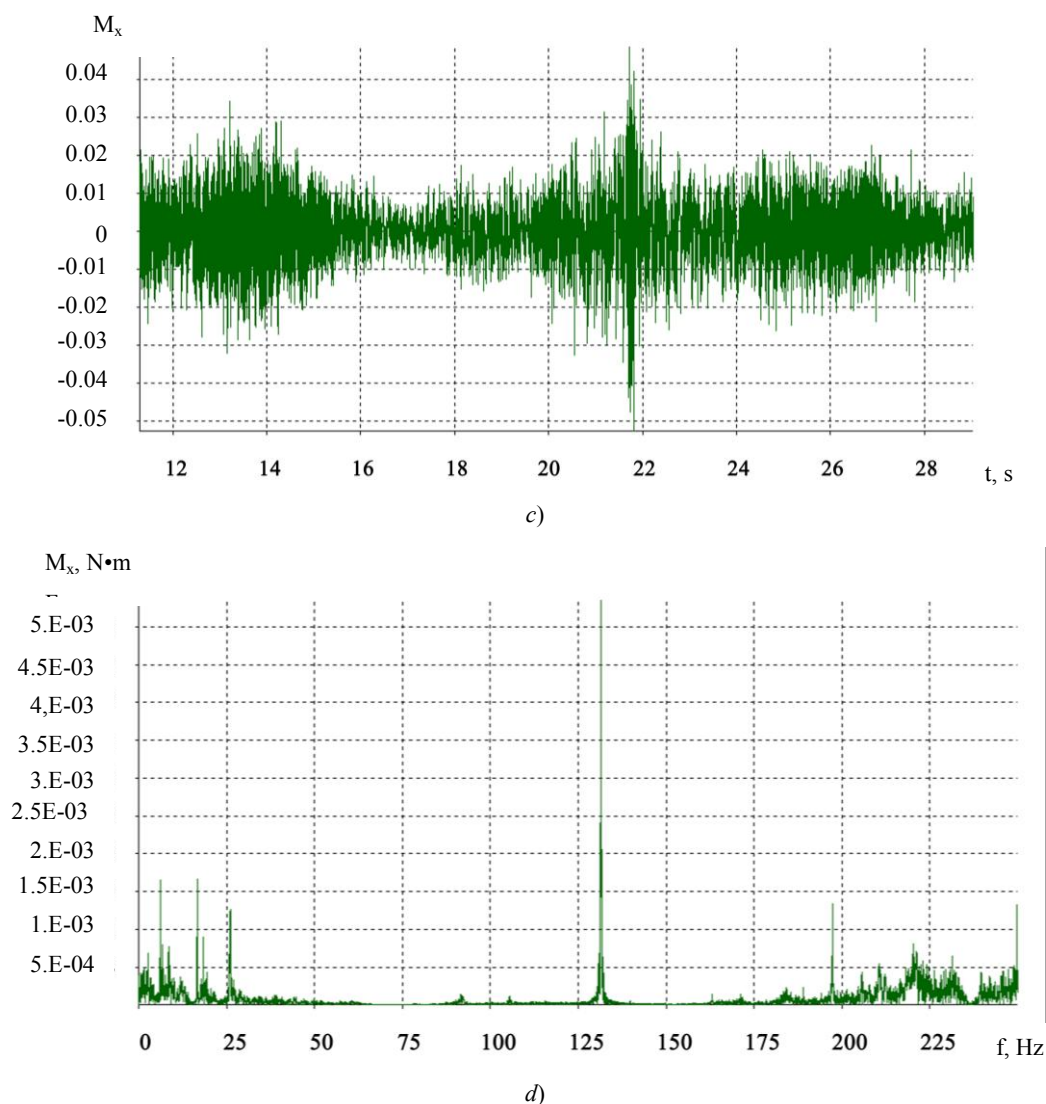 Mₓ
0.04
0.03
0.02
0.01
0
-0.01
-0.02
-0.03
-0.04
-0.05
12 14 16 18 20 22 24 26 28 t, s
c)
Mₓ, N•m
5.E-03
4.5E-03
4,E-03
3.5E-03
3.E-03
2.5E-03
2.E-03
1.5E-03
1.E-03
5.E-04
0 25 50 75 100 125 150 175 200 225 f, Hz
d)